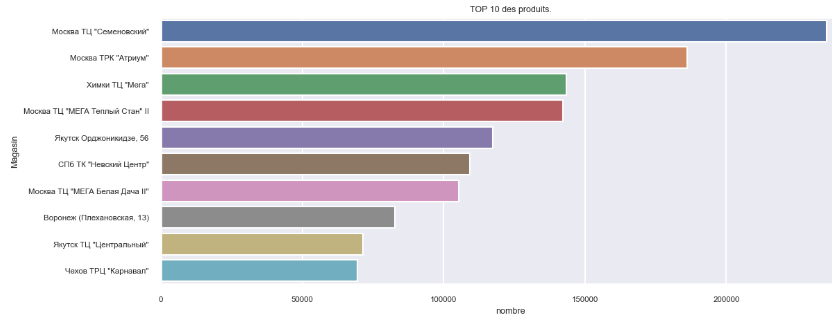 TOP 10 des produits.
Москва ТЦ "Семеновский"
Москва ТРК "Атриум"
Химки ТЦ "Мега"
Москва ТЦ "МЕГА Теплый Стан" II
Якутск Орджоникидзе, 56
СПб ТК "Невский Центр"
Москва ТЦ "МЕГА Белая Дача II"
Воронеж (Плехановская, 13)
Якутск ТЦ "Центральный"
Чехов ТРЦ "Карнавал"
Magasin
0 50000 100000 150000 200000
nombre